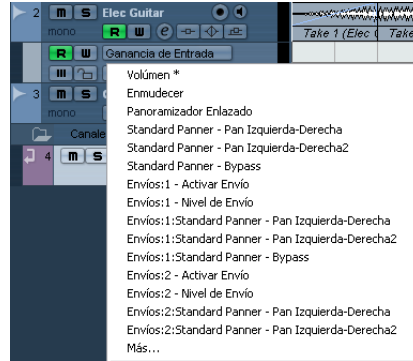 2 m S Elec Guitar
mono R W e
Take 1 (Elec Take
R W Ganancia de Entrada
Volúmen *
Enmudecer
3 m S
Panoramizador Enlazado
mono
Standard Panner - Pan Izquierda-Derecha
Canale
Standard Panner - Pan Izquierda-Derecha2
4 m S
Standard Panner - Bypass
Envíos:1 - Activar Envío
Envíos:1 - Nivel de Envío
Envíos:1:Standard Panner - Pan Izquierda-Derecha
Envíos:1:Standard Panner - Pan Izquierda-Derecha2
Envíos:1:Standard Panner - Bypass
Envíos:2 - Activar Envío
Envíos:2 - Nivel de Envío
Envíos:2:Standard Panner - Pan Izquierda-Derecha
Envíos:2:Standard Panner - Pan Izquierda-Derecha2
Más...